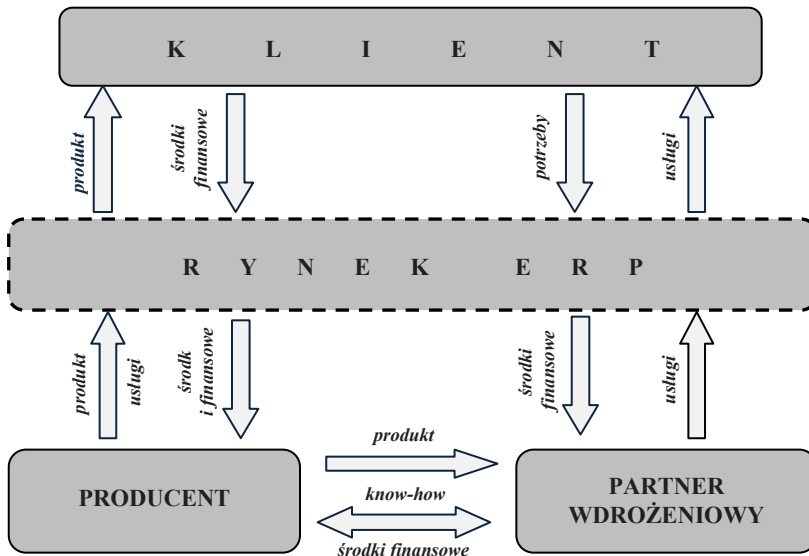 K L I E N T
produkt
środki
finansowe
potrzeby
usługi
R Y N E K E R P
produkt
usługi
środk
i finansowe
środki
finansowe
usługi
produkt
PRODUCENT
know-how
PARTNER
WDROŻENIOWY
środki finansowe